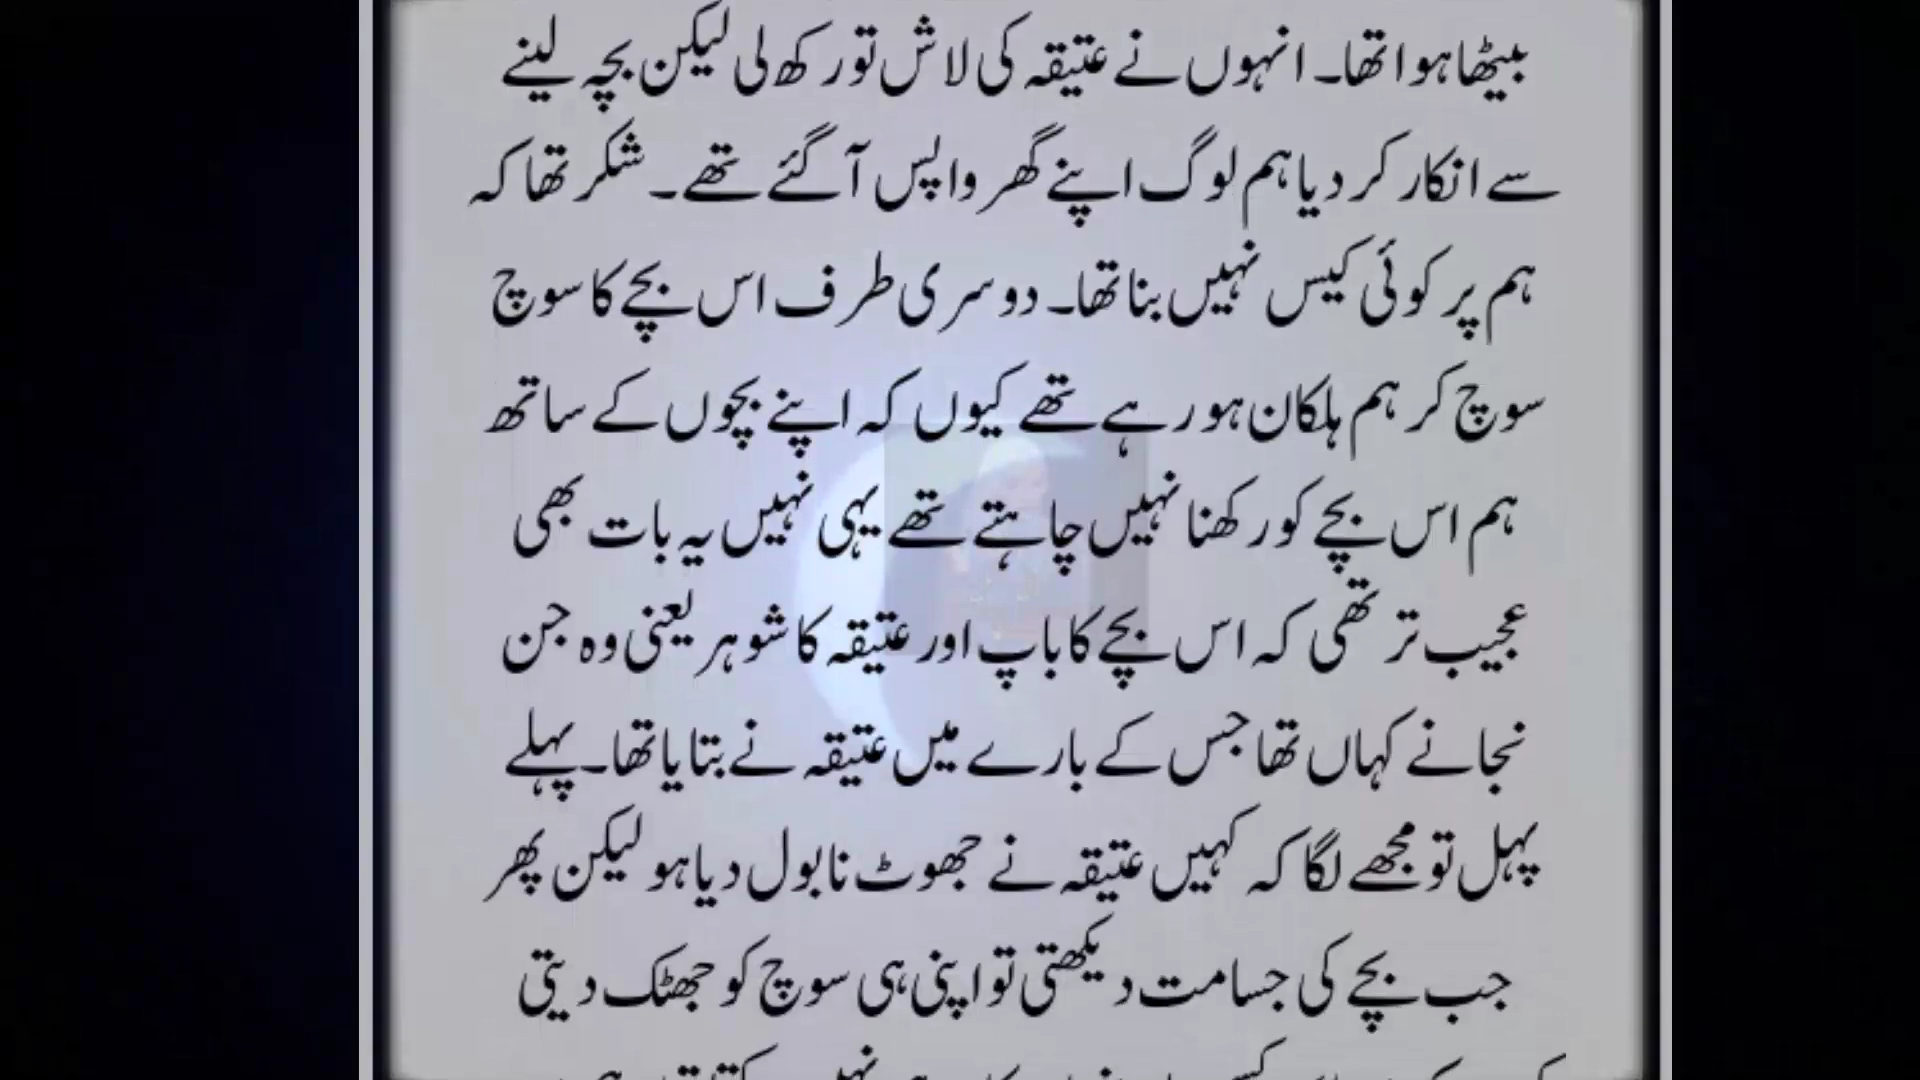 بیٹھا ہوا تھا۔ انہوں نے عتیقہ کی لاش تو رکھ لی لیکن بچہ لینے
سے انکار کر دیا ہم لوگ اپنے گھر واپس آ گئے تھے۔ شکر تھا کہ
ہم پر کوئی کیس نہیں بنا تھا۔ دوسری طرف اس بچے کا سوچ
سوچ کر ہم ہلکان ہو رہے تھے کیوں کہ اپنے بچوں کے ساتھ
ہم اس بچے کو رکھنا نہیں چاہتے تھے یہی نہیں یہ بات بھی
عجیب تر تھی کہ اس بچے کا باپ اور عتیقہ کا شوہر یعنی وہ جن
نجانے کہاں تھا جس کے بارے میں عتیقہ نے بتایا تھا۔ پہلے
پہل تو مجھے لگا کہ کہیں عتیقہ نے جھوٹ نا بول دیا ہو لیکن پھر
جب بچے کی جسامت دیکھتی تو اپنی ہی سوچ کو جھٹک دیتی